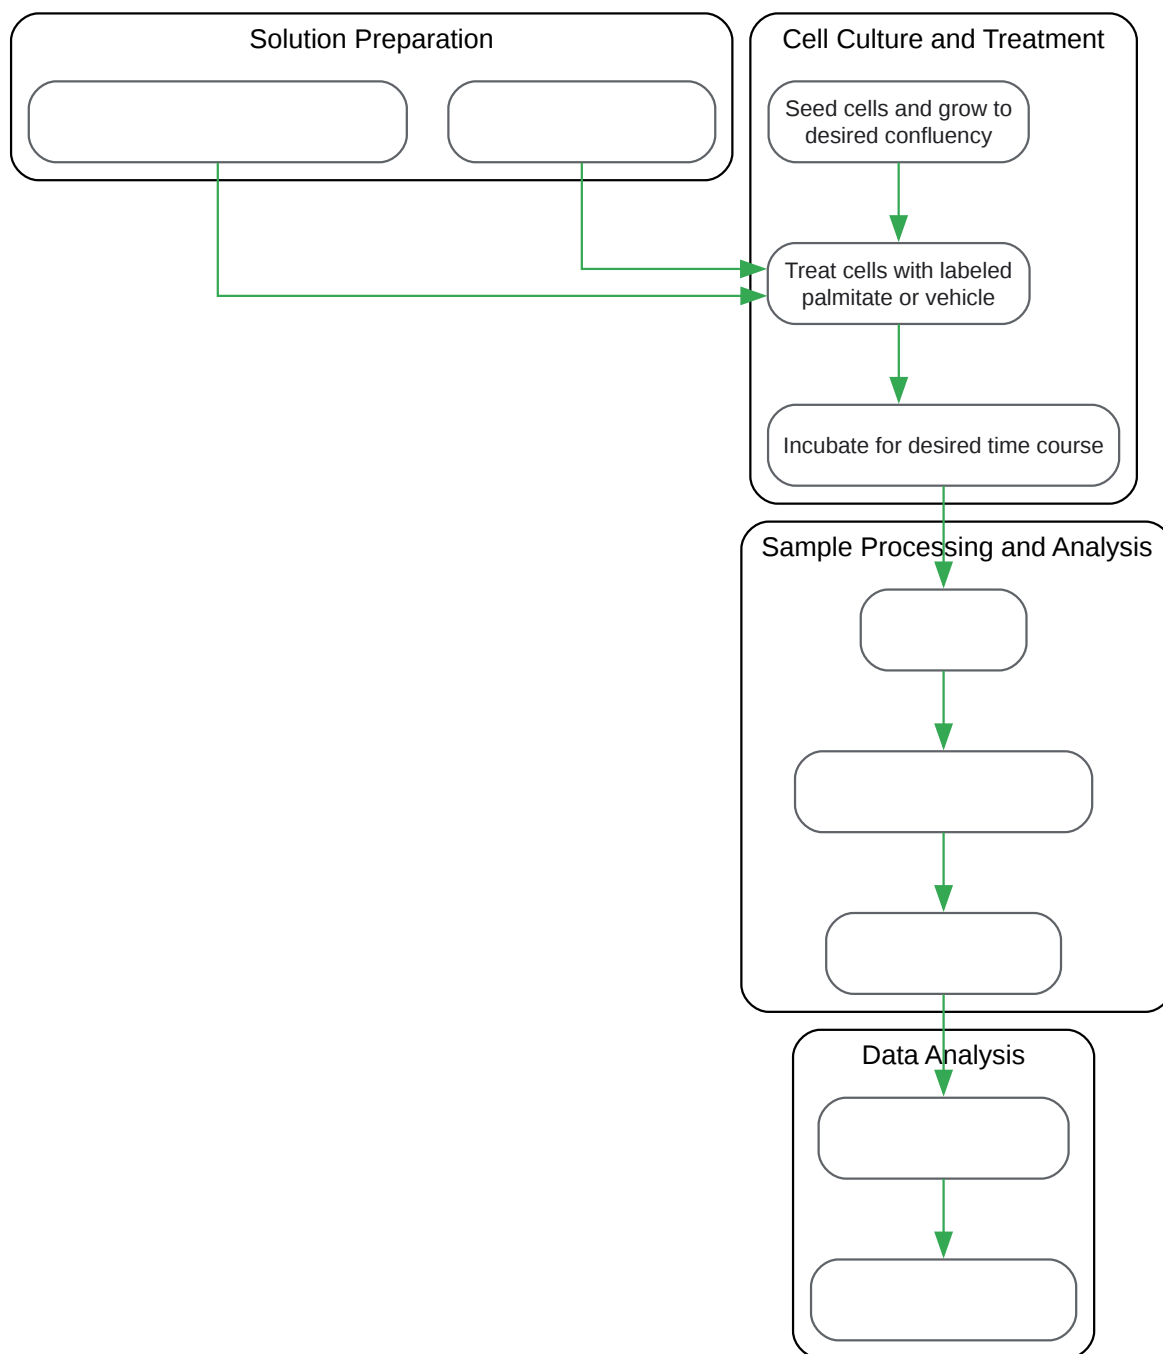 Solution Preparation
Cell Culture and Treatment
Seed cells and grow to
desired confluency
Treat cells with labeled
palmitate or vehicle
Incubate for desired time course
Sample Processing and Analysis
Data Analysis